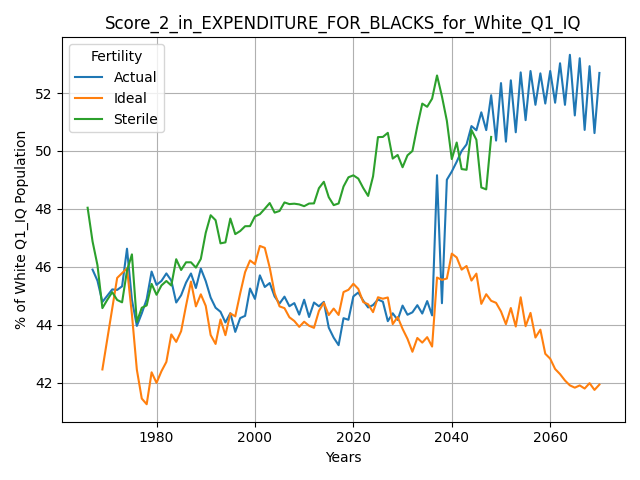 Score_2_in_EXPENDITURE_FOR_BLACKS_for_White_Q1_IQ
Fertility
Actual
Ideal
Sterile
% of White Q1_IQ Population
52
50
48
46
44
42
1980
2000
2020
2040
2060
Years